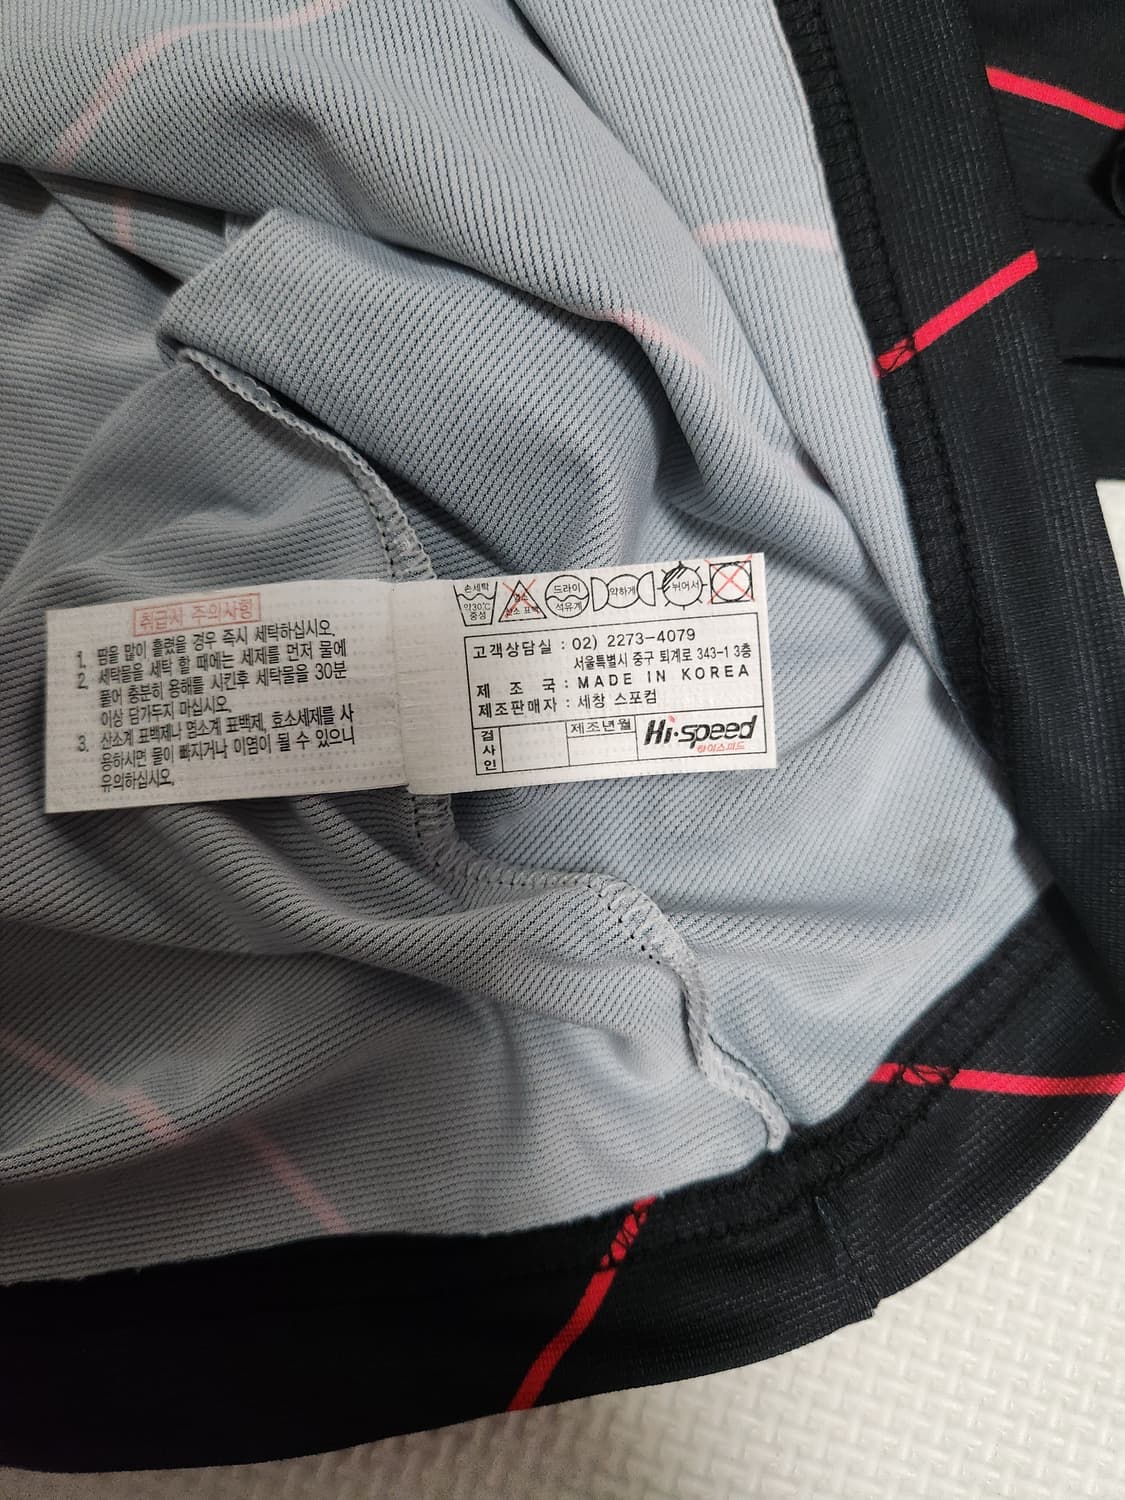 취급시 주의사항
1. 땀을 많이 흘렸을 경우 즉시 세탁하십시오.
2. 세탁물을 세탁 할 때에는 세제를 먼저 물에
풀어 충분히 용해를 시킨후 세탁물을 30분
이상 담가두지 마십시오.
3. 산소계 표백제나 염소계 표백제, 효소세제를 사
용하시면 물이 빠지거나 이염이 될 수 있으니
유의하십시오.
손세탁
약30℃
중성
드라이
석유계
약하게
뉘어서
고객상담실 : 02) 2273-4079
서울특별시 중구 퇴계로 343-1 3층
제 조 국 : MADE IN KOREA
제조판매자 : 세창 스포컴
검사인
제조년월
Hi-speed
하이스피드